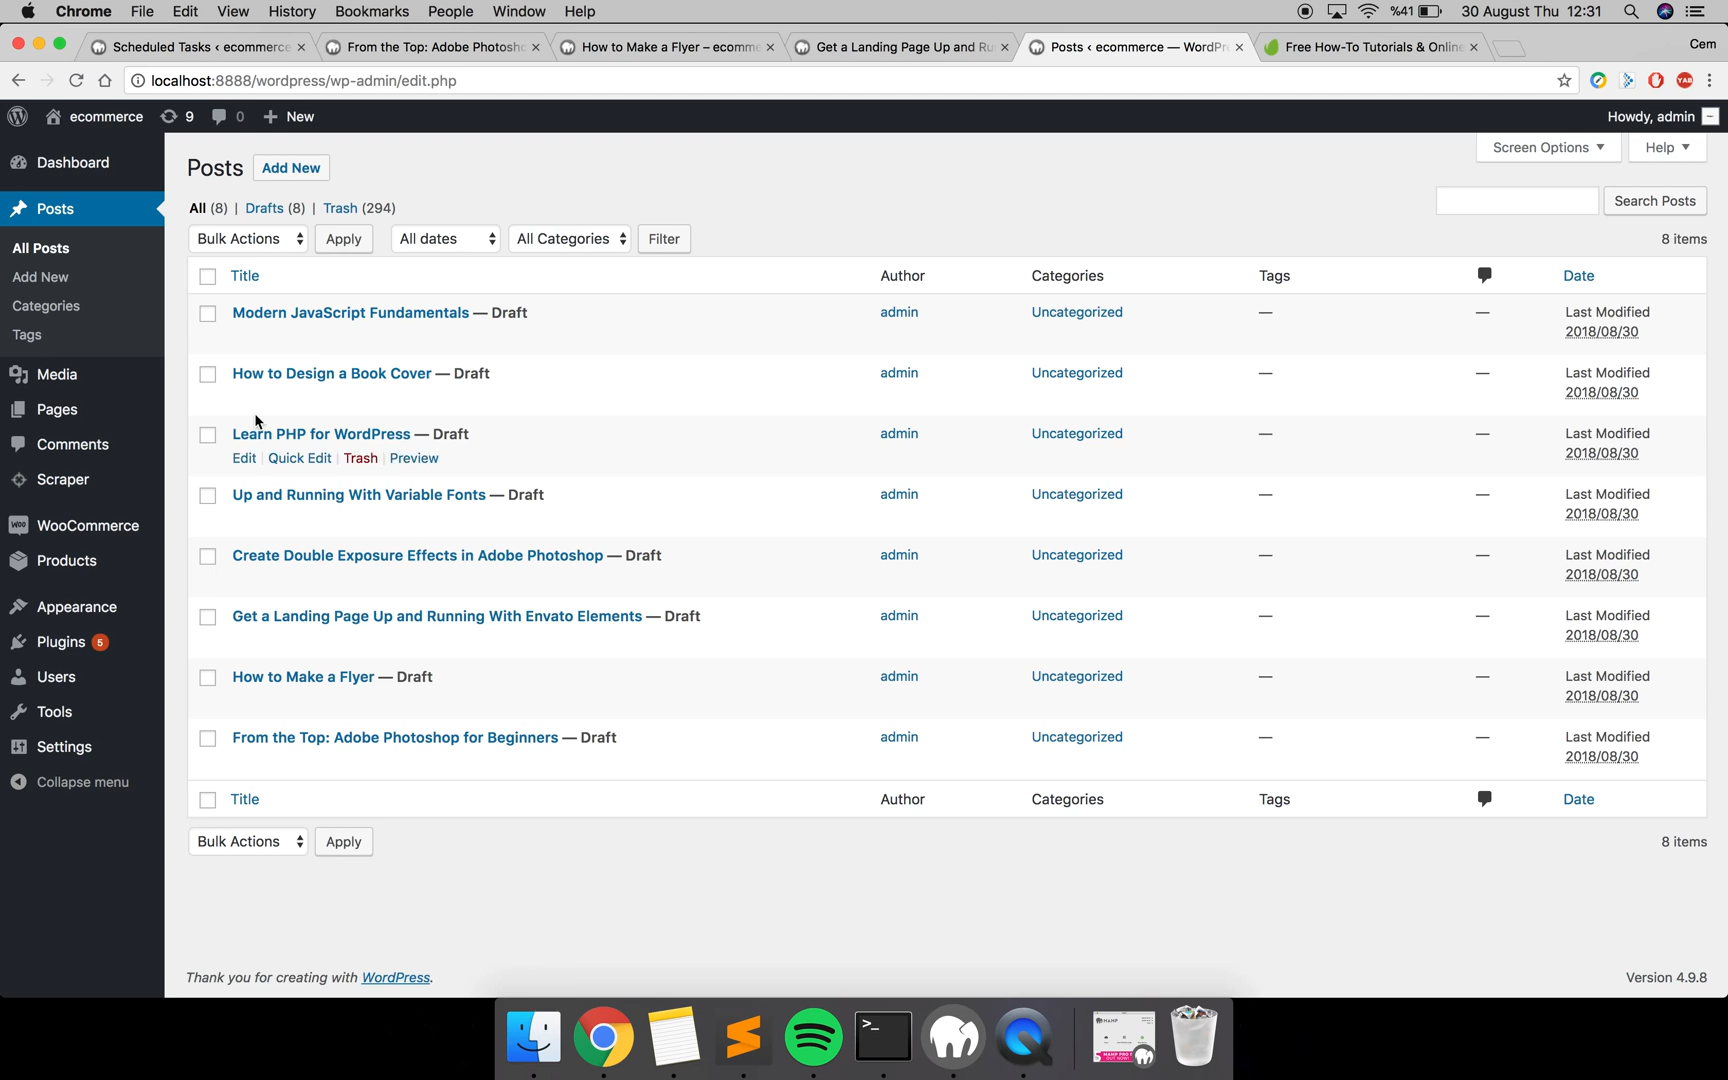 Chrome File Edit View History Bookmarks People Window Help %41 30 August Thu 12:31
Scheduled Tasks ‹ ecommerce From the Top: Adobe Photosh How to Make a Flyer – ecomm Get a Landing Page Up and Ru Posts ‹ ecommerce — WordPr Free How-To Tutorials & Online Cem
localhost:8888/wordpress/wp-admin/edit.php
ecommerce 9 0 + New Howdy, admin
Screen Options Help
Dashboard
Posts
All Posts
Add New
Categories
Tags
Media
Pages
Comments
Scraper
WooCommerce
Products
Appearance
Plugins 5
Users
Tools
Settings
Collapse menu
Posts Add New
All (8) | Drafts (8) | Trash (294) Search Posts
Bulk Actions Apply All dates All Categories Filter 8 items
Title Author Categories Tags Date
Modern JavaScript Fundamentals — Draft admin Uncategorized — — Last Modified
2018/08/30
How to Design a Book Cover — Draft admin Uncategorized — — Last Modified
2018/08/30
Learn PHP for WordPress — Draft admin Uncategorized — — Last Modified
2018/08/30
Edit | Quick Edit | Trash | Preview
Up and Running With Variable Fonts — Draft admin Uncategorized — — Last Modified
2018/08/30
Create Double Exposure Effects in Adobe Photoshop — Draft admin Uncategorized — — Last Modified
2018/08/30
Get a Landing Page Up and Running With Envato Elements — Draft admin Uncategorized — — Last Modified
2018/08/30
How to Make a Flyer — Draft admin Uncategorized — — Last Modified
2018/08/30
From the Top: Adobe Photoshop for Beginners — Draft admin Uncategorized — — Last Modified
2018/08/30
Title Author Categories Tags Date
Bulk Actions Apply 8 items
Thank you for creating with WordPress. Version 4.9.8